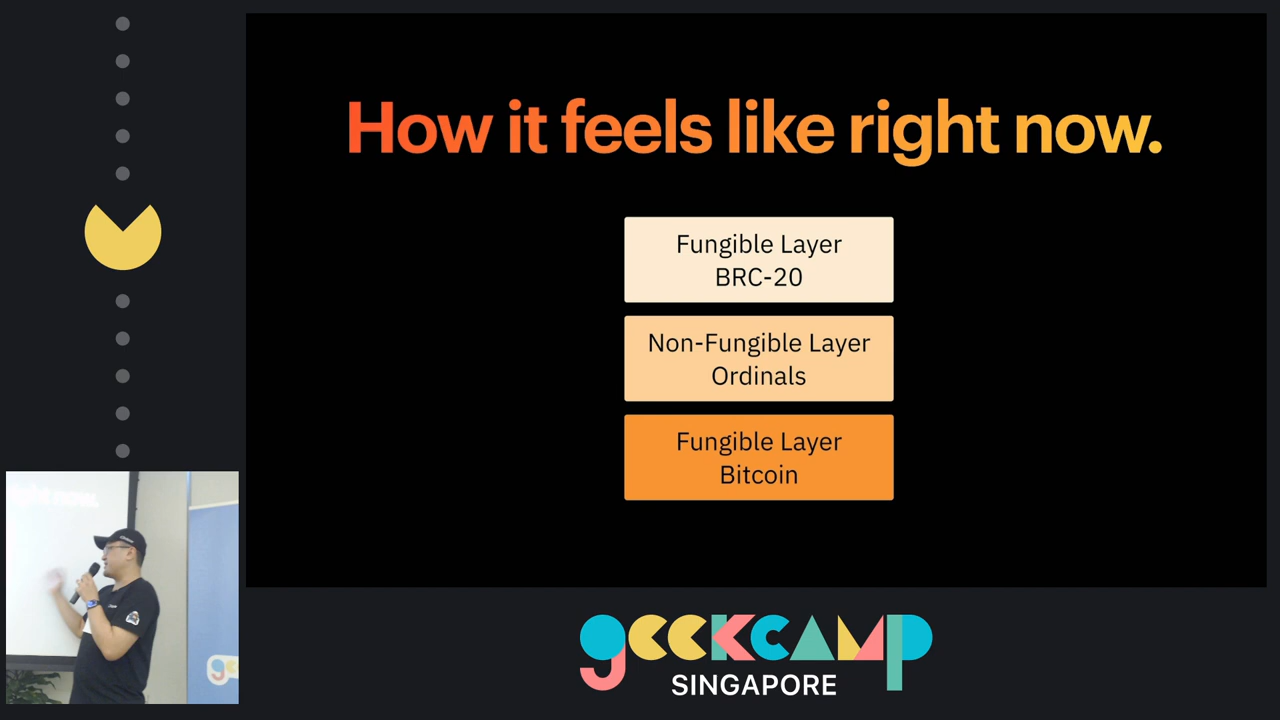 How it feels like right now.
Fungible Layer
BRC-20
Non-Fungible Layer
Ordinals
Fungible Layer
Bitcoin
geekcamp
SINGAPORE